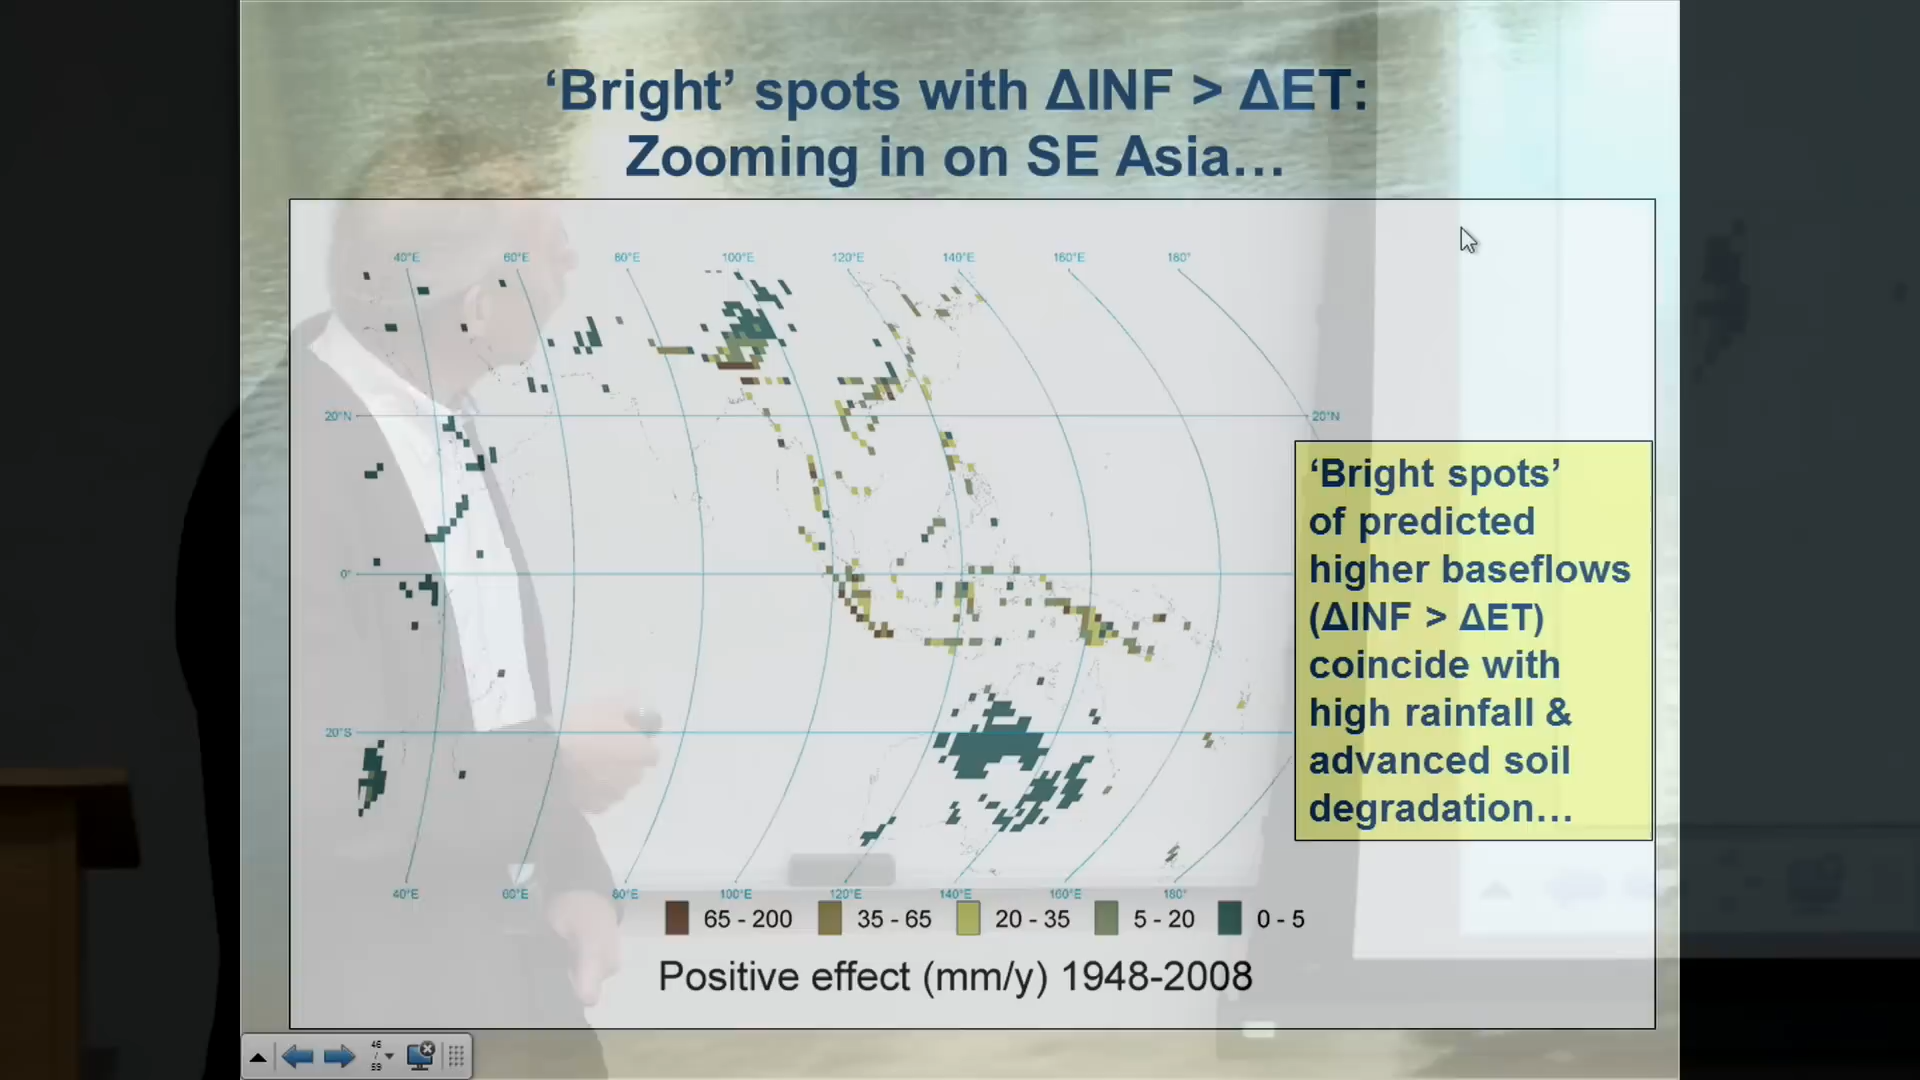 ‘Bright’ spots with ΔINF > ΔET:
Zooming in on SE Asia…
40°E 60°E 80°E 100°E 120°E 140°E 160°E 180°
20°N 20°N
0°
20°S
40°E 60°E 80°E 100°E 120°E 140°E 160°E 180°
‘Bright spots’
of predicted
higher baseflows
(ΔINF > ΔET)
coincide with
high rainfall &
advanced soil
degradation…
65 - 200 35 - 65 20 - 35 5 - 20 0 - 5
Positive effect (mm/y) 1948-2008
46
/
59